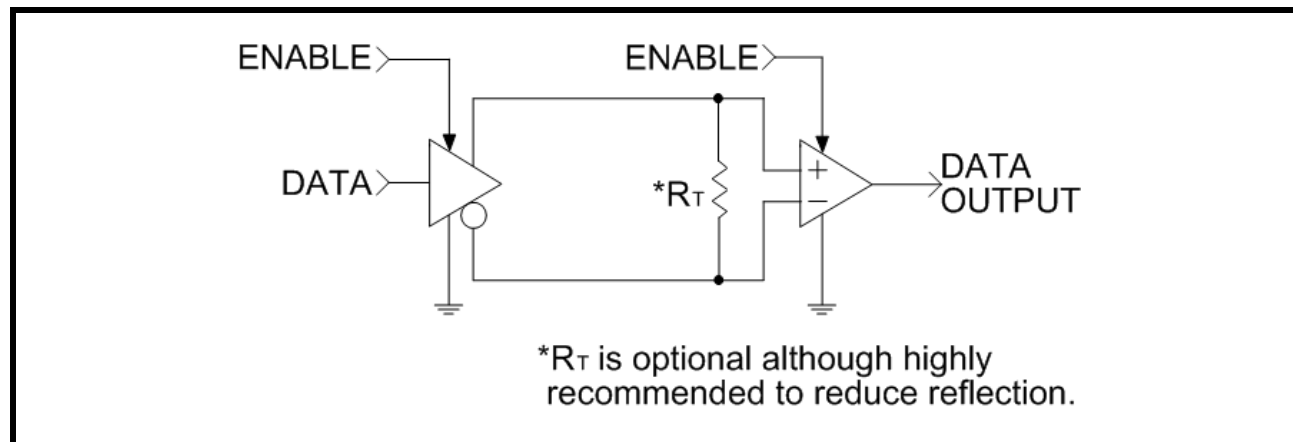 ENABLE
ENABLE
DATA
*RT
+
−
DATA
OUTPUT
*RT is optional although highly
recommended to reduce reflection.